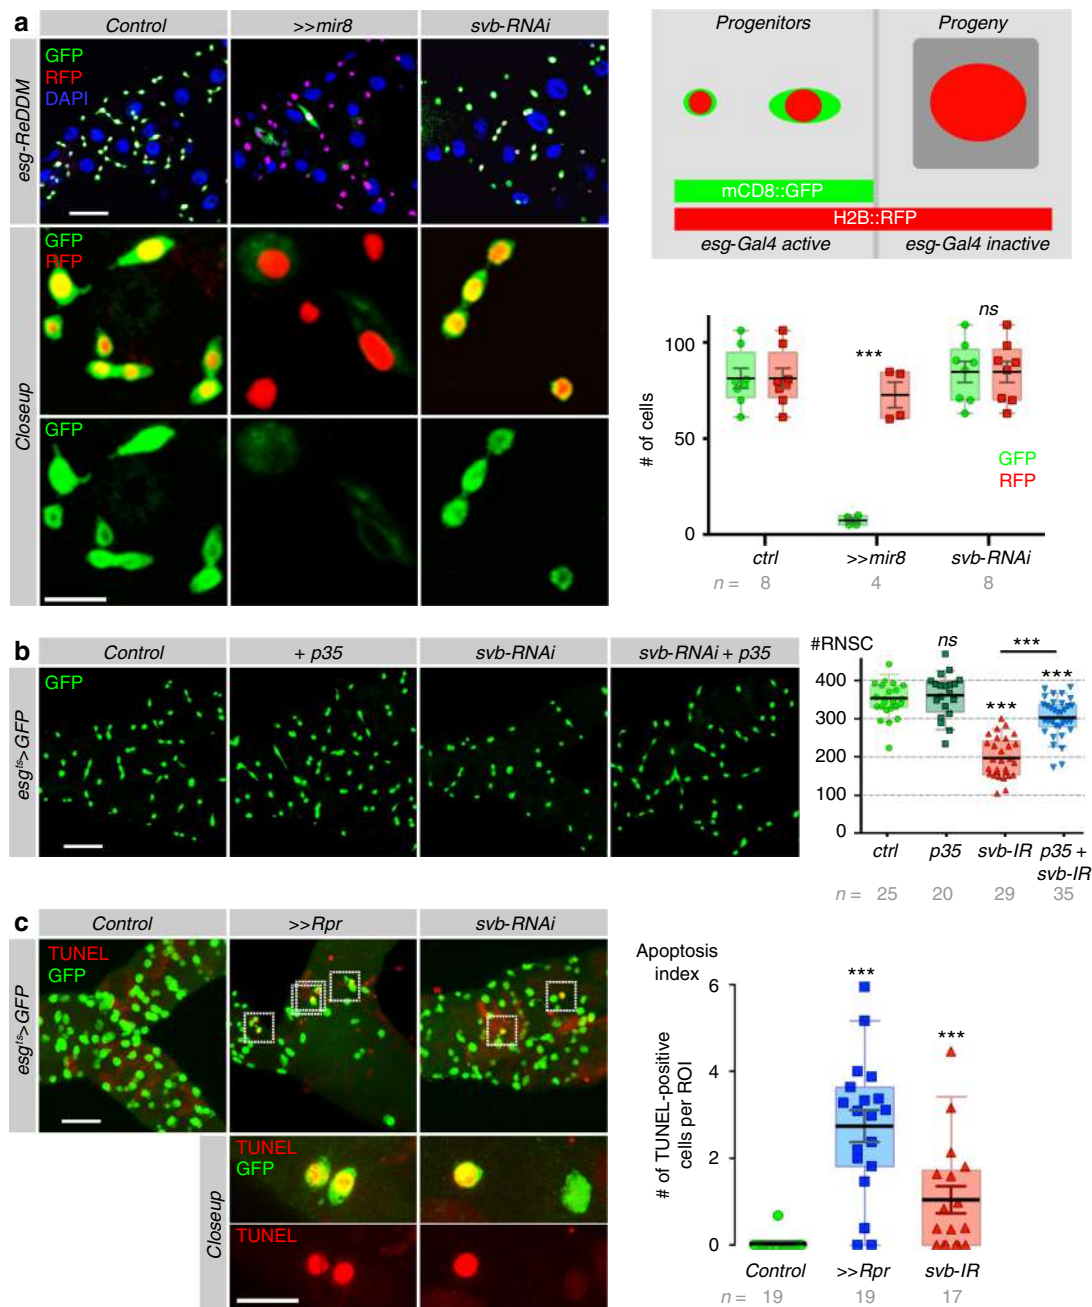 a
Control
>>mir8
svb-RNAi
esg-ReDDM
GFP
RFP
DAPI
Closeup
GFP
RFP
GFP
Progenitors
Progeny
mCD8::GFP
H2B::RFP
esg-Gal4 active
esg-Gal4 inactive
# of cells
100
50
0
***
ns
GFP
RFP
ctrl
>>mir8
svb-RNAi
n = 8 4 8
b
Control
+ p35
svb-RNAi
svb-RNAi + p35
esgts>GFP
GFP
#RNSC
400
300
200
100
0
ns
***
***
***
ctrl
p35
svb-IR
p35 +
svb-IR
n = 25 20 29 35
c
Control
>>Rpr
svb-RNAi
esgts>GFP
TUNEL
GFP
Closeup
TUNEL
GFP
TUNEL
Apoptosis
index
# of TUNEL-positive
cells per ROI
6
4
2
0
***
***
Control
>>Rpr
svb-IR
n = 19 19 17